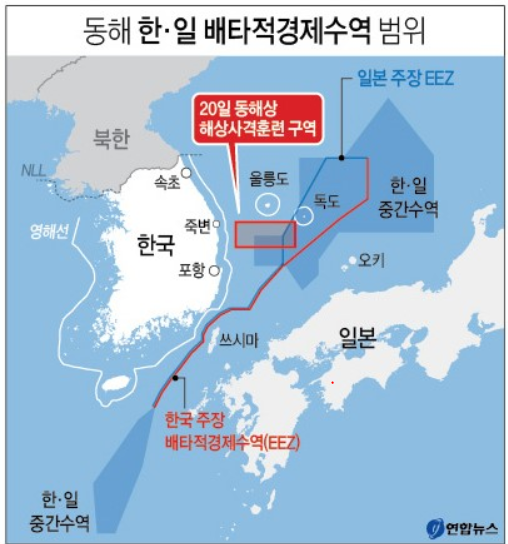 동해 한·일 배타적경제수역 범위
일본 주장 EEZ
20일 동해상
해상사격훈련 구역
북한
NLL
속초
울릉도
한·일
중간수역
독도
영해선
죽변
한국
포항
오키
쓰시마
일본
한국 주장
배타적경제수역(EEZ)
한·일
중간수역
연합뉴스